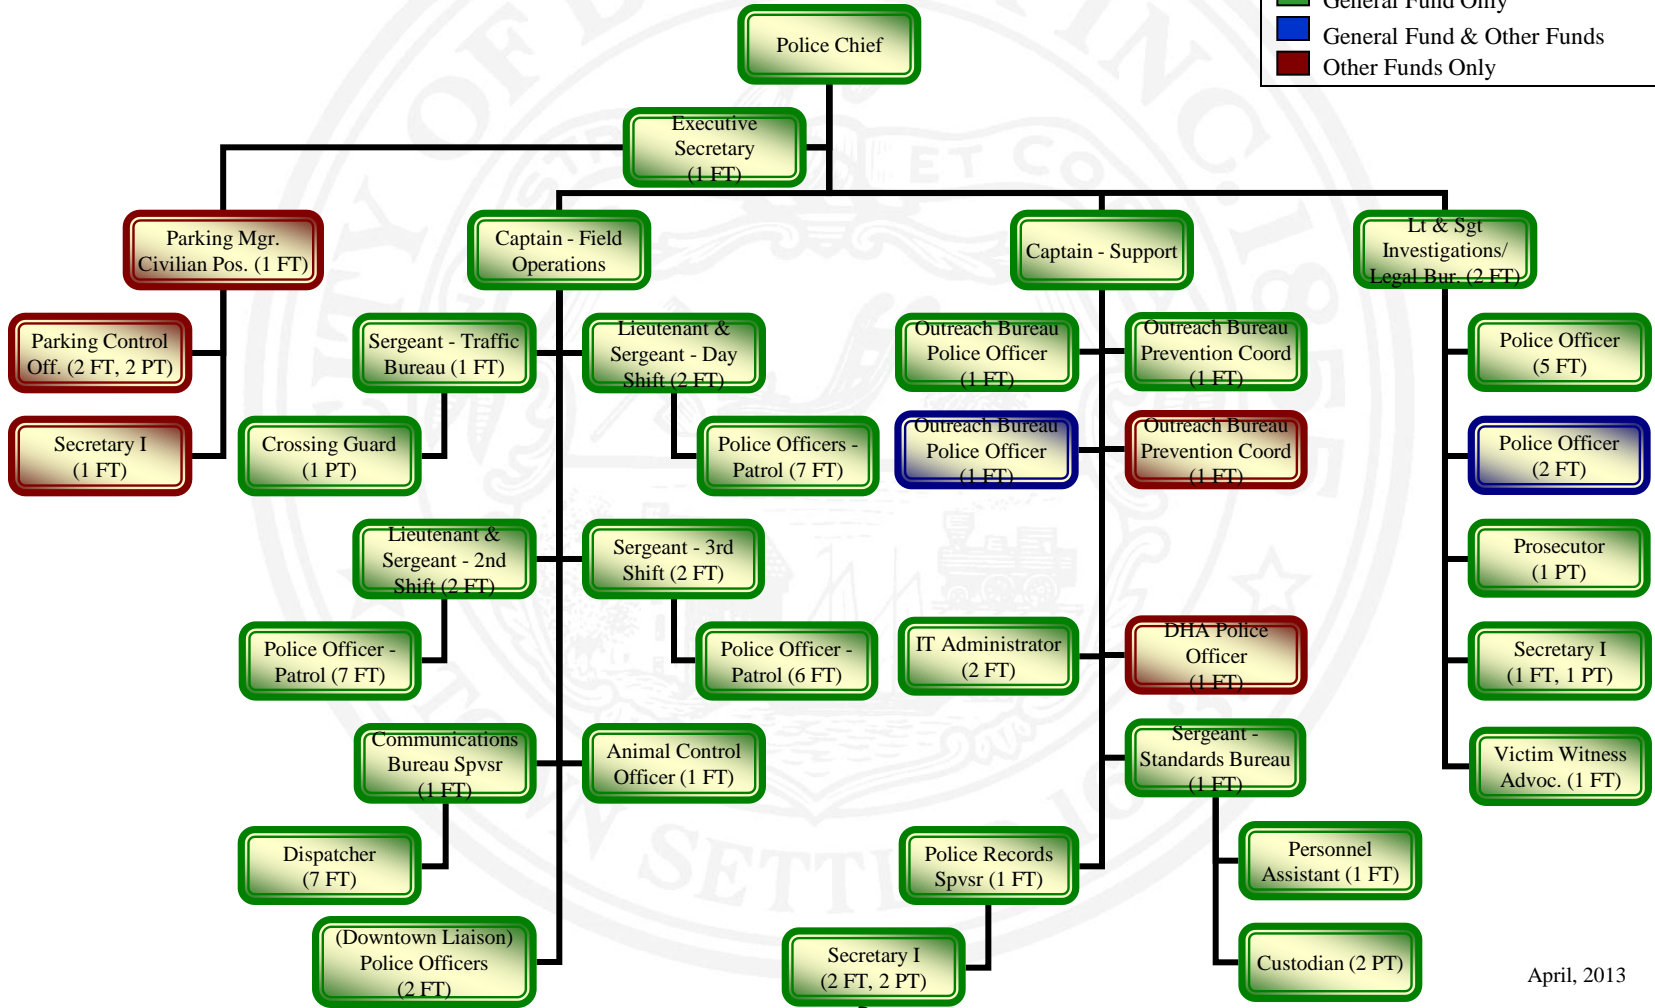 General Fund Only
General Fund & Other Funds
Other Funds Only
Police Chief
Executive
Secretary
(1 FT)
Parking Mgr.
Civilian Pos. (1 FT)
Captain - Field
Operations
Captain - Support
Lt & Sgt
Investigations/
Legal Bur. (2 FT)
Parking Control
Off. (2 FT, 2 PT)
Sergeant - Traffic
Bureau (1 FT)
Lieutenant &
Sergeant - Day
Shift (2 FT)
Outreach Bureau
Police Officer
(1 FT)
Outreach Bureau
Prevention Coord
(1 FT)
Police Officer
(5 FT)
Secretary I
(1 FT)
Crossing Guard
(1 PT)
Police Officers -
Patrol (7 FT)
Outreach Bureau
Police Officer
(1 FT)
Outreach Bureau
Prevention Coord
(1 FT)
Police Officer
(2 FT)
Lieutenant &
Sergeant - 2nd
Shift (2 FT)
Sergeant - 3rd
Shift (2 FT)
Prosecutor
(1 PT)
Police Officer -
Patrol (7 FT)
Police Officer -
Patrol (6 FT)
IT Administrator
(2 FT)
DHA Police
Officer
(1 FT)
Secretary I
(1 FT, 1 PT)
Communications
Bureau Spvsr
(1 FT)
Animal Control
Officer (1 FT)
Sergeant -
Standards Bureau
(1 FT)
Victim Witness
Advoc. (1 FT)
Dispatcher
(7 FT)
Police Records
Spvsr (1 FT)
Personnel
Assistant (1 FT)
(Downtown Liaison)
Police Officers
(2 FT)
Secretary I
(2 FT, 2 PT)
Custodian (2 PT)
April, 2013